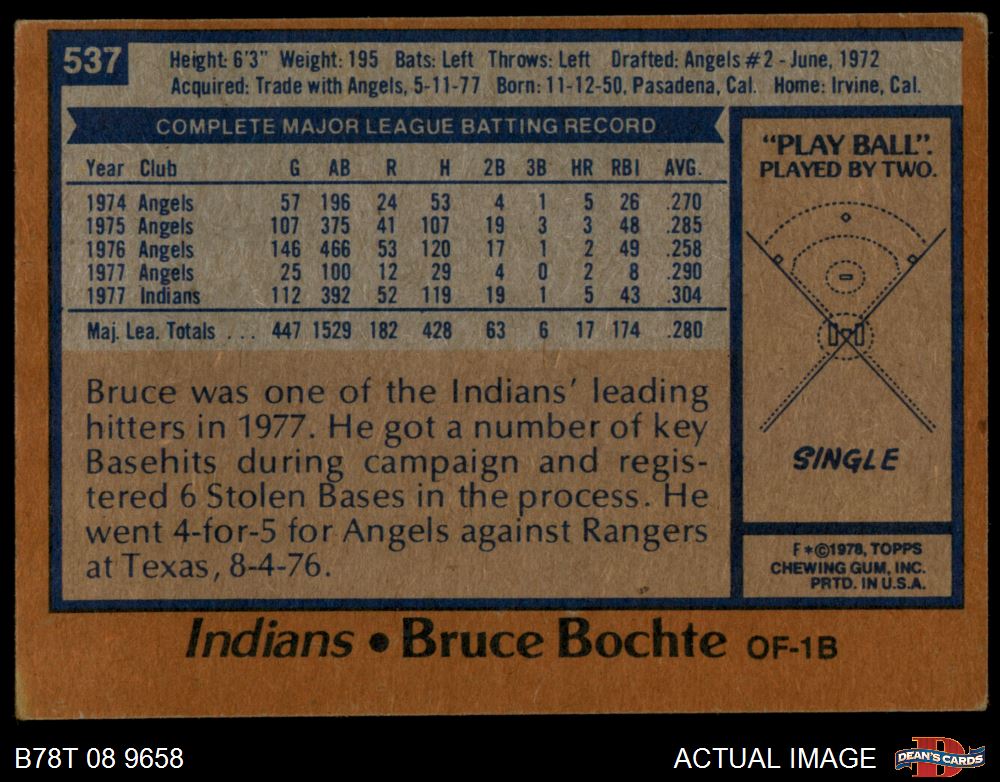 537
Height: 6'3" Weight: 195 Bats: Left Throws: Left Drafted: Angels #2 - June, 1972
Acquired: Trade with Angels, 5-11-77 Born: 11-12-50, Pasadena, Cal. Home: Irvine, Cal.
COMPLETE MAJOR LEAGUE BATTING RECORD
Year Club G AB R H 2B 3B HR RBI AVG.
1974 Angels 57 196 24 53 4 1 5 26 .270
1975 Angels 107 375 41 107 19 3 3 48 .285
1976 Angels 146 466 53 120 17 1 2 49 .258
1977 Angels 25 100 12 29 4 0 2 8 .290
1977 Indians 112 392 52 119 19 1 5 43 .304
Maj. Lea. Totals . . . 447 1529 182 428 63 6 17 174 .280
Bruce was one of the Indians' leading
hitters in 1977. He got a number of key
Basehits during campaign and regis-
tered 6 Stolen Bases in the process. He
went 4-for-5 for Angels against Rangers
at Texas, 8-4-76.
"PLAY BALL".
PLAYED BY TWO.
SINGLE
F*©1978, TOPPS
CHEWING GUM, INC.
PRTD. IN U.S.A.
Indians • Bruce Bochte OF-1B
B78T 08 9658
ACTUAL IMAGE
D
DEAN'S CARDS